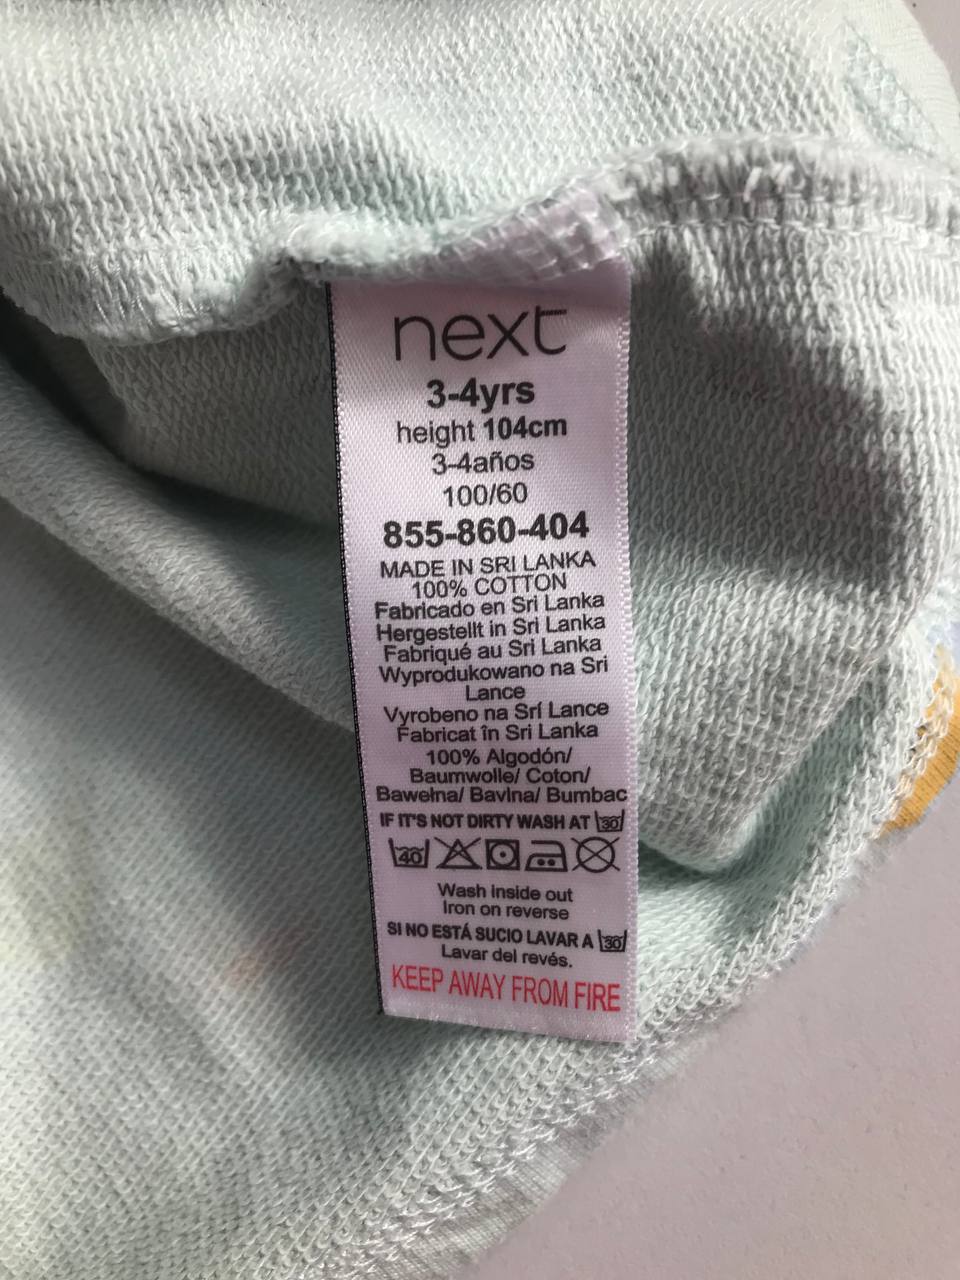 next
3-4yrs
height 104cm
3-4años
100/60
855-860-404
MADE IN SRI LANKA
100% COTTON
Fabricado en Sri Lanka
Hergestellt in Sri Lanka
Fabriqué au Sri Lanka
Wyprodukowano na Sri
Lance
Vyrobeno na Srí Lance
Fabricat în Sri Lanka
100% Algodón/
Baumwolle/ Coton/
Bawełna/ Bavlna/ Bumbac
IF IT'S NOT DIRTY WASH AT 30
40
Wash inside out
Iron on reverse
SI NO ESTÁ SUCIO LAVAR A 30
Lavar del revés.
KEEP AWAY FROM FIRE